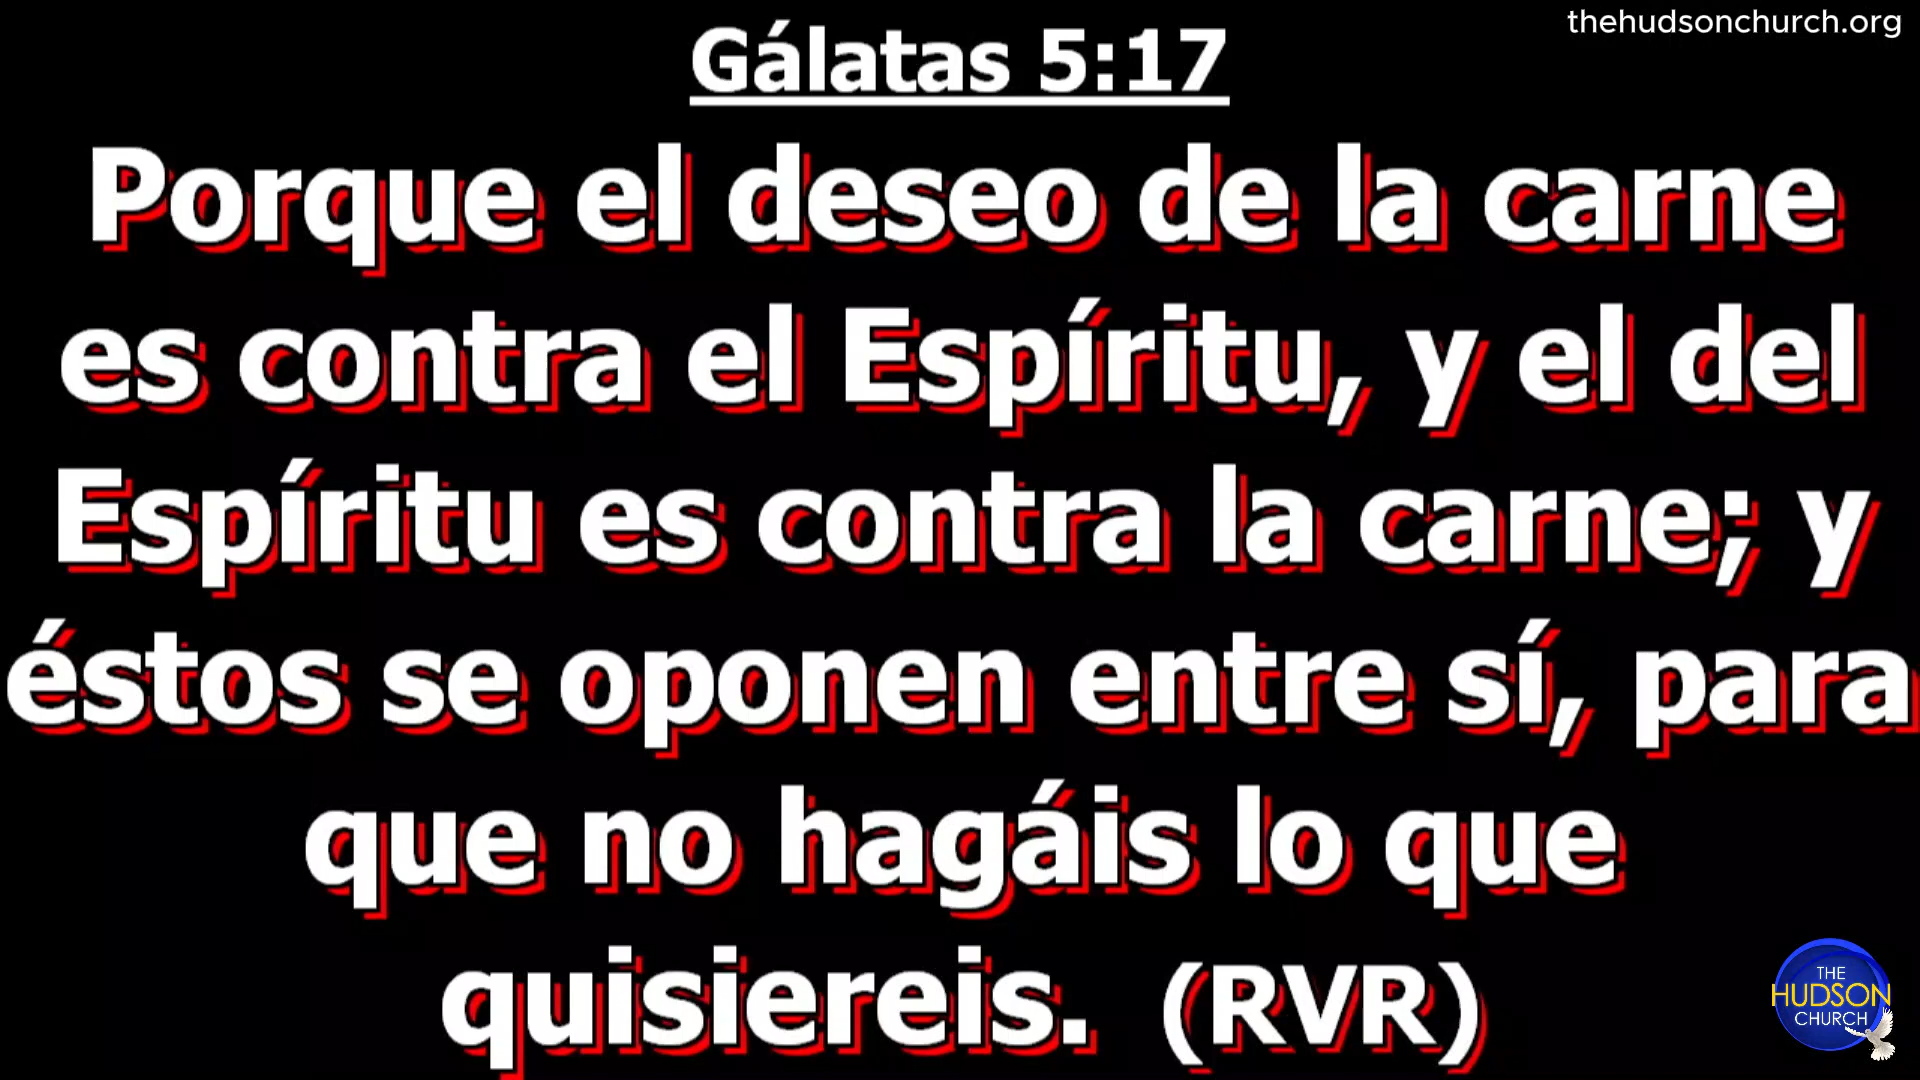 thehudsonchurch.org
Gálatas 5:17
Porque el deseo de la carne
es contra el Espíritu, y el del
Espíritu es contra la carne; y
éstos se oponen entre sí, para
que no hagáis lo que
quisiereis. (RVR)
THE
HUDSON
CHURCH